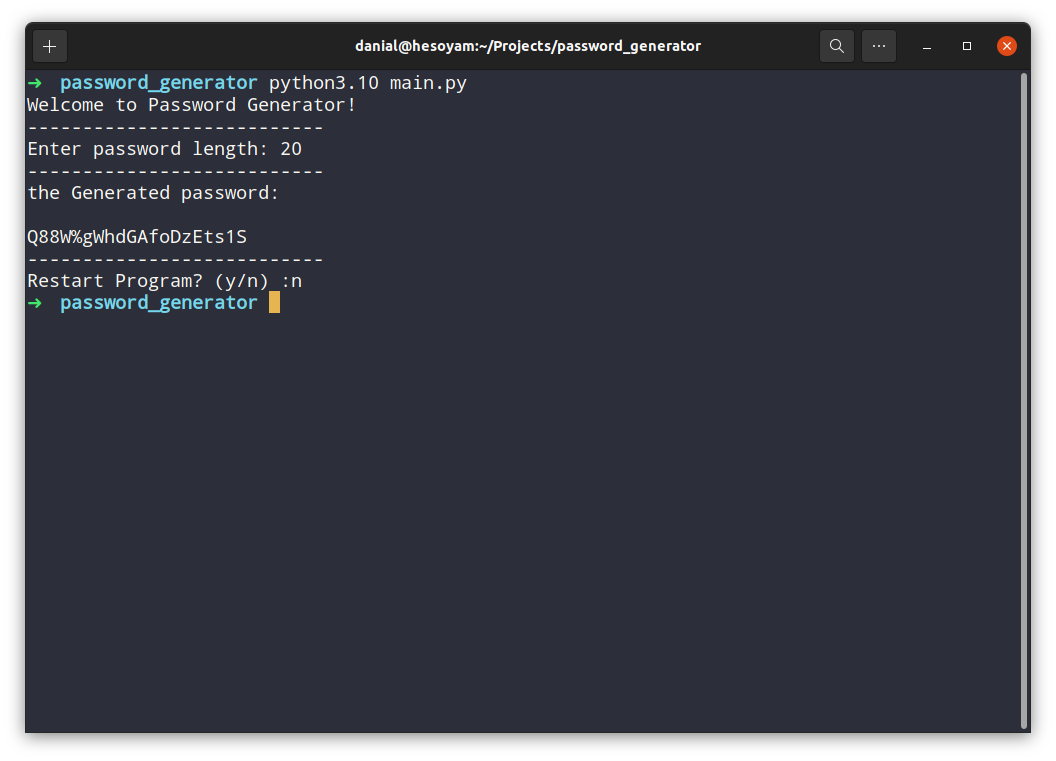 danial@hesoyam:~/Projects/password_generator
➜  password_generator python3.10 main.py
Welcome to Password Generator!
---------------------------
Enter password length: 20
---------------------------
the Generated password:

Q88W%gWhdGAfoDzEts1S
---------------------------
Restart Program? (y/n) :n
➜  password_generator